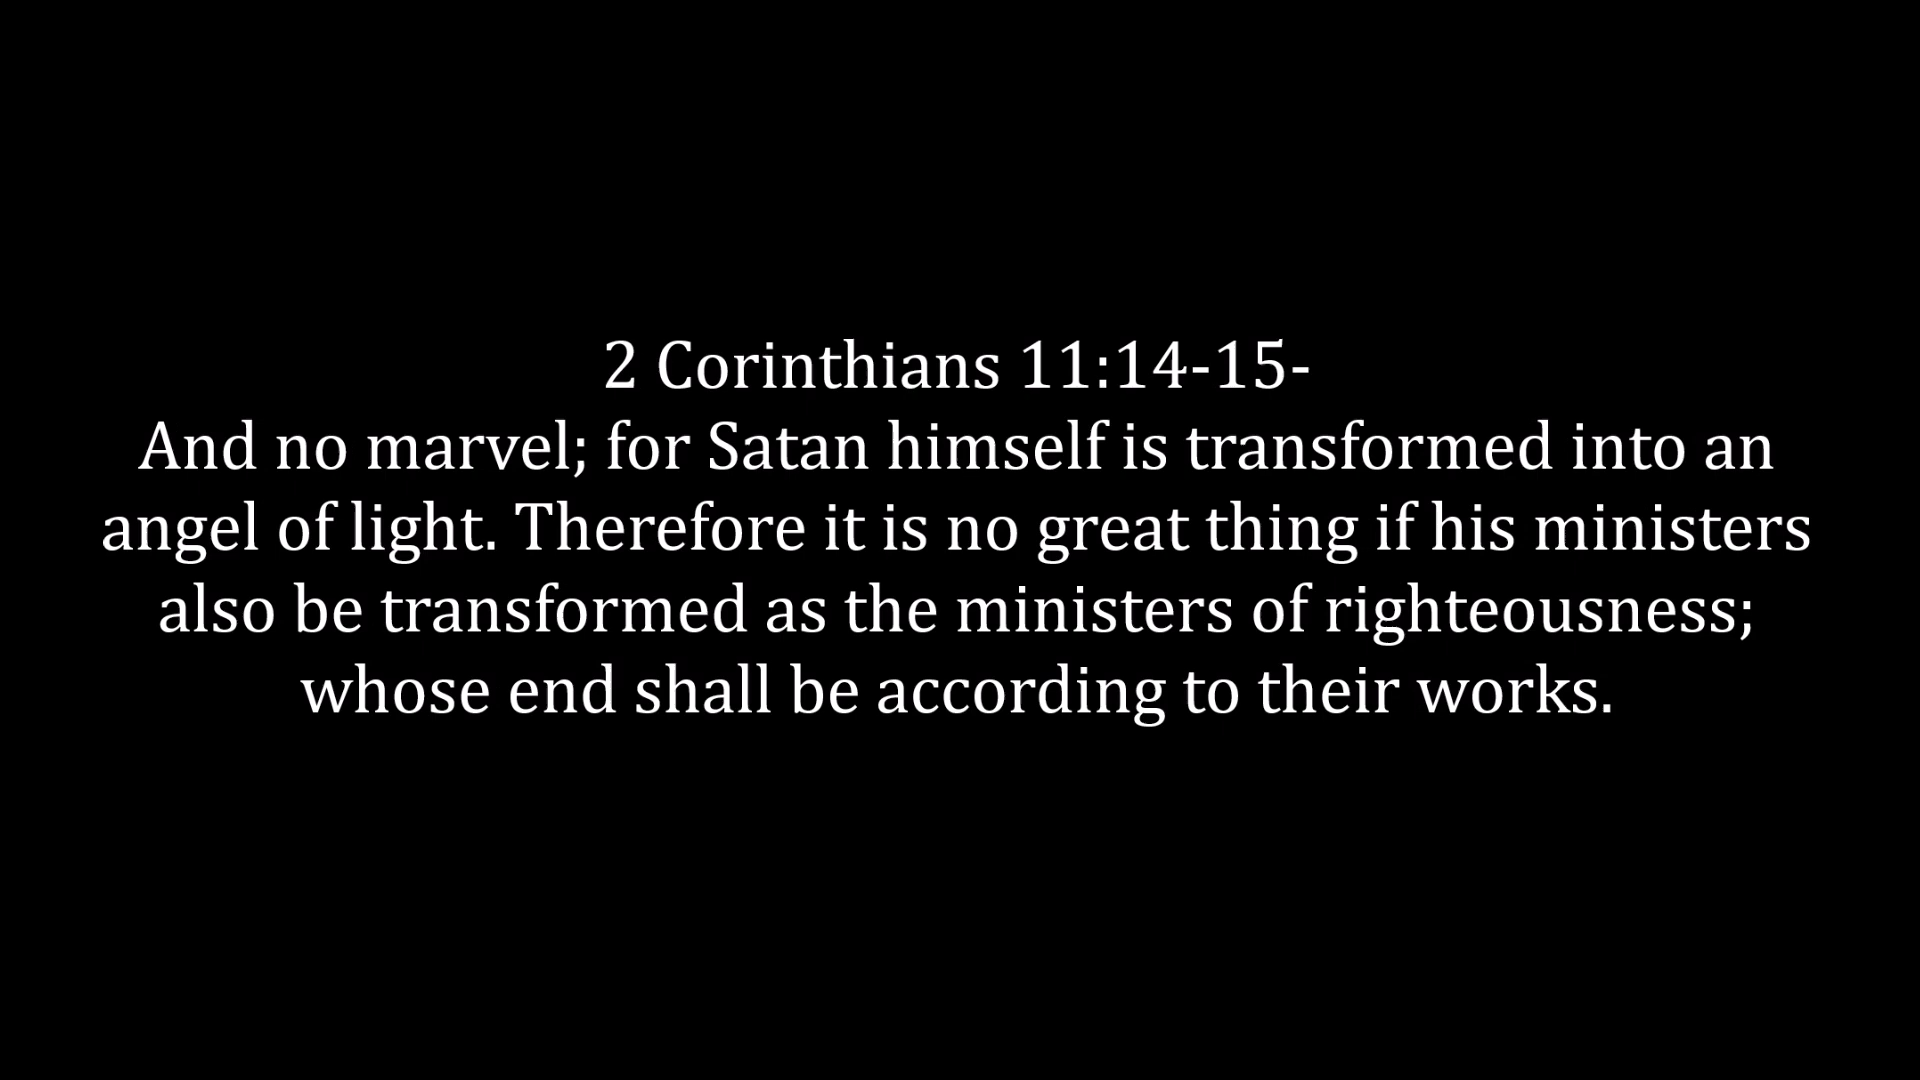 2 Corinthians 11:14-15-
And no marvel; for Satan himself is transformed into an
angel of light. Therefore it is no great thing if his ministers
also be transformed as the ministers of righteousness;
whose end shall be according to their works.